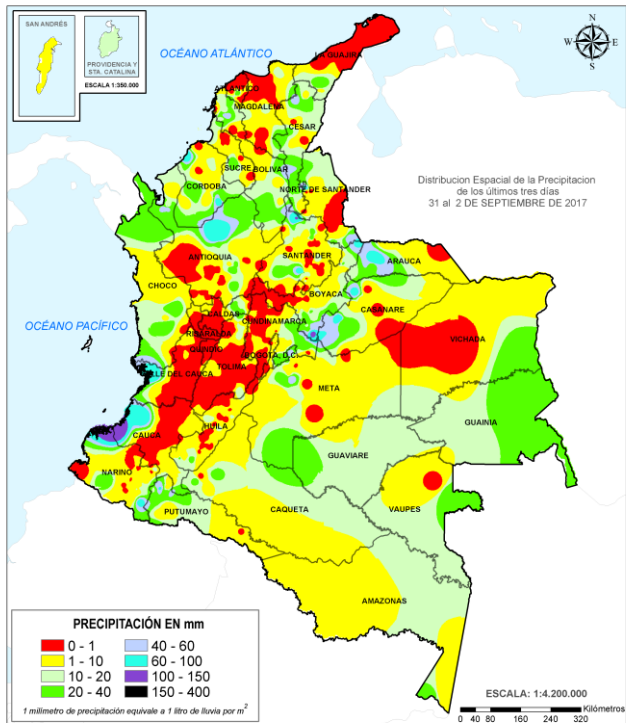 SAN ANDRÉS
PROVIDENCIA Y
STA. CATALINA
ESCALA 1:350.000
OCÉANO ATLÁNTICO
N
W
E
S
LA GUAJIRA
ATLÁNTICO
MAGDALENA
CESAR
SUCRE
BOLIVAR
CORDOBA
NORTE DE SANTANDER
Distribucion Espacial de la Precipitacion
de los últimos tres días
31 al 2 DE SEPTIEMBRE DE 2017
ANTIOQUIA
SANTANDER
ARAUCA
CHOCO
BOYACA
CASANARE
OCÉANO PACÍFICO
CALDAS
CUNDINAMARCA
RISARALDA
VICHADA
QUINDIO
BOGOTA, D.C.
VALLE DEL CAUCA
TOLIMA
META
GUAINIA
CAUCA
HUILA
GUAVIARE
NARIÑO
PUTUMAYO
CAQUETA
VAUPES
AMAZONAS
PRECIPITACIÓN EN mm
0 - 1
40 - 60
1 - 10
60 - 100
10 - 20
100 - 150
20 - 40
150 - 400
1 milímetro de precipitación equivale a 1 litro de lluvia por m²
ESCALA: 1:4.200.000
Kilómetros
0 40 80 160 240 320